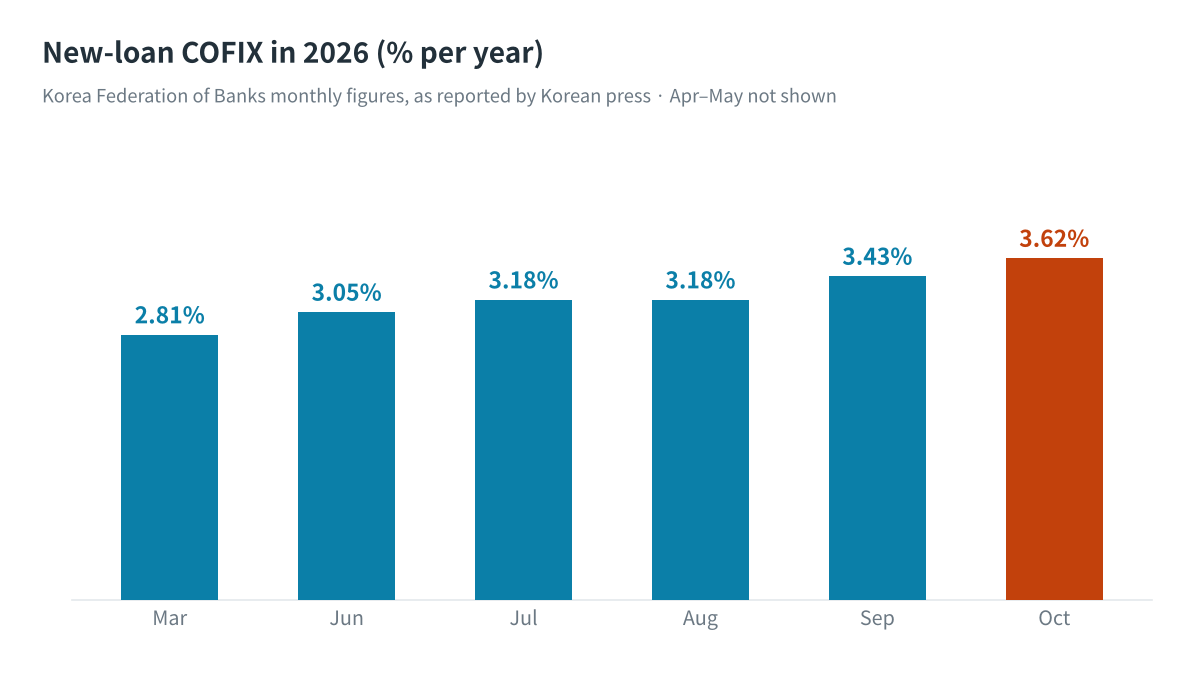 New-loan COFIX in 2026 (% per year)
Korea Federation of Banks monthly figures, as reported by Korean press · Apr–May not shown
2.81%
3.05%
3.18%
3.18%
3.43%
3.62%
Mar
Jun
Jul
Aug
Sep
Oct